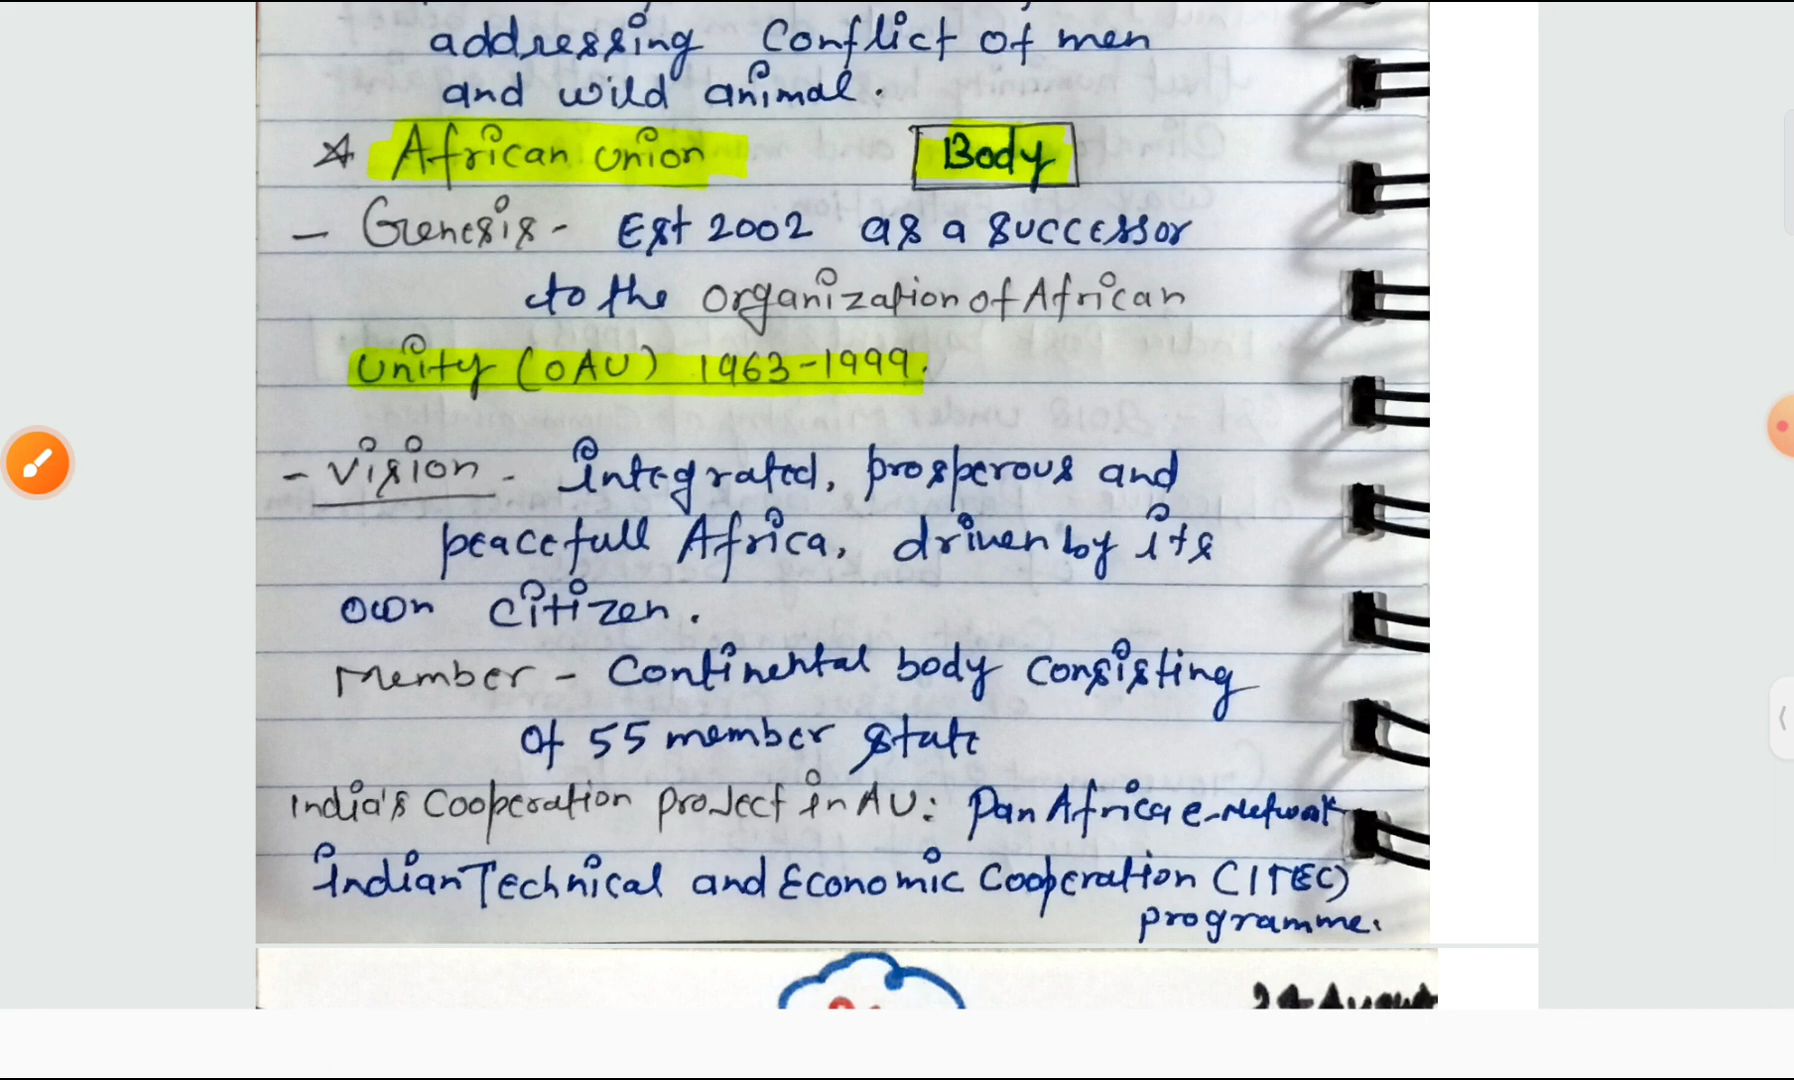 addressing Conflict of men
and wild animal.
African Union Body
- Genesis - Est 2002 as a successor
to the Organization of African
Unity (OAU) 1963-1999.
- Vision - Integrated, prosperous and
peacefull Africa, driven by its
own citizen.
Member - Continental body Consisting
of 55 member state
India's Cooperation project in AU: Pan Africa e-Network
Indian Technical and Economic Cooperation (ITEC)
programme.